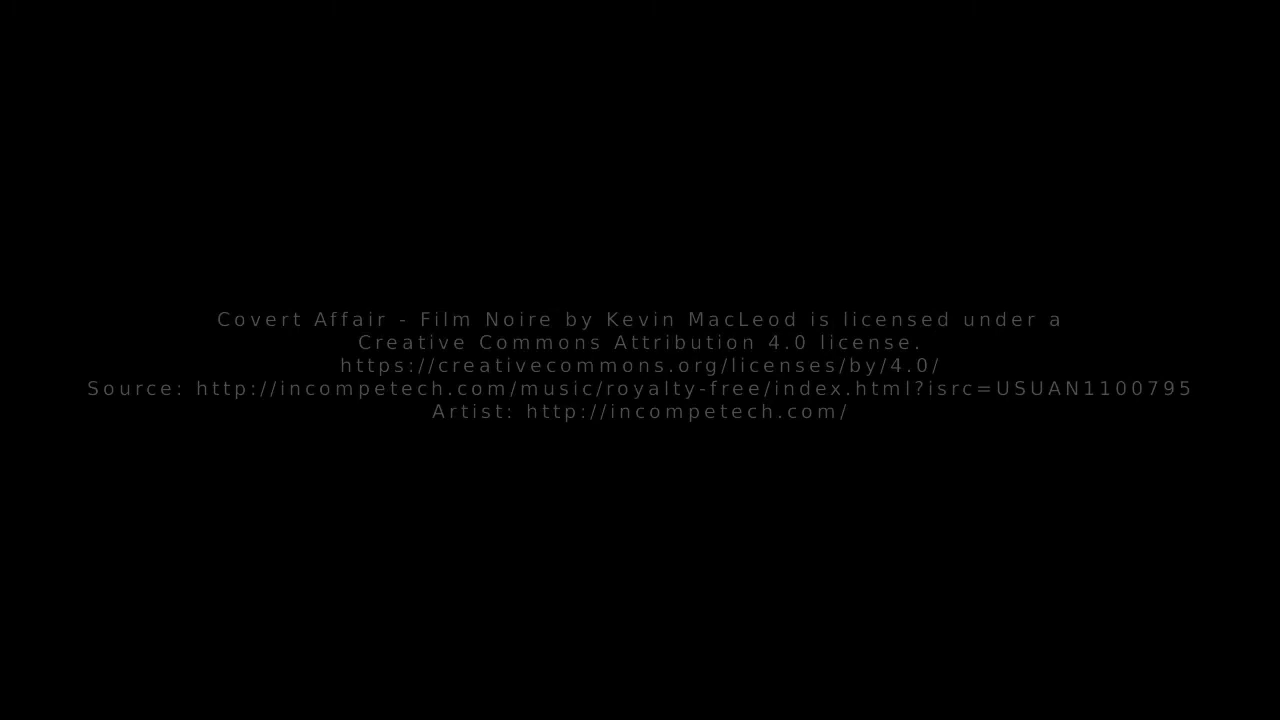 Covert Affair - Film Noire by Kevin MacLeod is licensed under a
Creative Commons Attribution 4.0 license.
https://creativecommons.org/licenses/by/4.0/
Source: http://incompetech.com/music/royalty-free/index.html?isrc=USUAN1100795
Artist: http://incompetech.com/